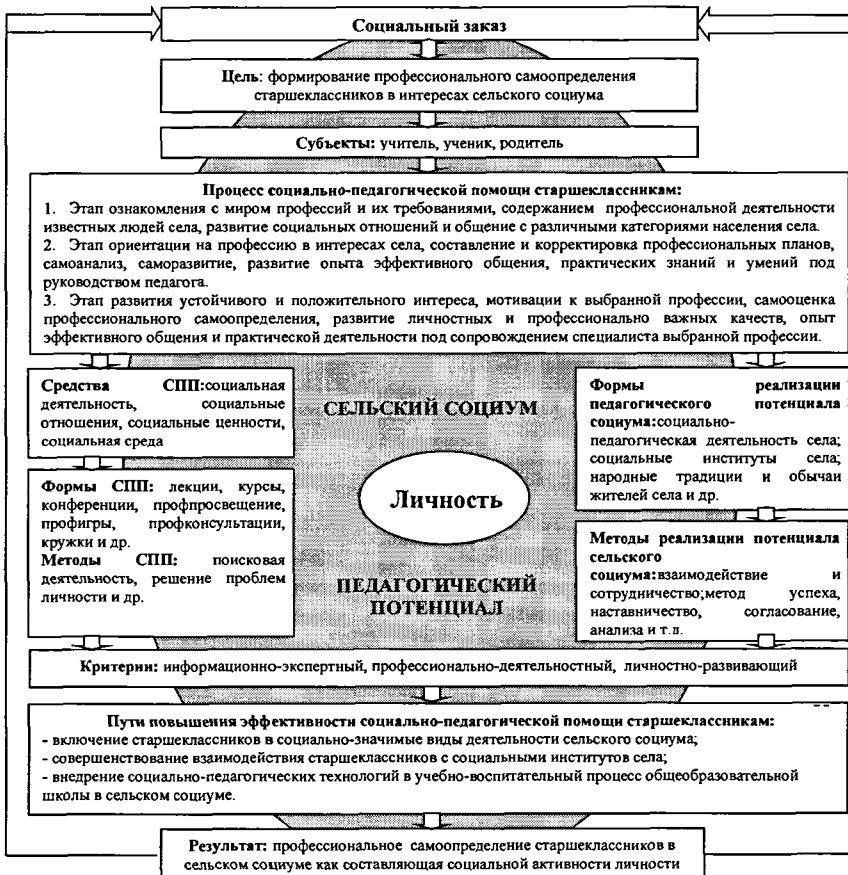 Социальный заказ
Цель: формирование профессионального самоопределения
старшеклассников в интересах сельского социума
Субъекты: учитель, ученик, родитель
Процесс социально-педагогической помощи старшеклассникам:
1. Этап ознакомления с миром профессий и их требованиями, содержанием профессиональной деятельности
известных людей села, развитие социальных отношений и общение с различными категориями населения села.
2. Этап ориентации на профессию в интересах села, составление и корректировка профессиональных планов,
самоанализ, саморазвитие, развитие опыта эффективного общения, практических знаний и умений под
руководством педагога.
3. Этап развития устойчивого и положительного интереса, мотивации к выбранной профессии, самооценка
профессионального самоопределения, развитие личностных и профессионально важных качеств, опыт
эффективного общения и практической деятельности под сопровождением специалиста выбранной профессии.
Средства СПП:социальная
деятельность, социальные
отношения, социальные ценности,
социальная среда
Формы СПП: лекции, курсы,
конференции, профпросвещение,
профигры, профконсультации,
кружки и др.
Методы СПП: поисковая
деятельность, решение проблем
личности и др.
СЕЛЬСКИЙ СОЦИУМ
Личность
ПЕДАГОГИЧЕСКИЙ
ПОТЕНЦИАЛ
Формы реализации
педагогического потенциала
социума:социально-
педагогическая деятельность села;
социальные институты села;
народные традиции и обычаи
жителей села и др.
Методы реализации потенциала
сельского
социума:взаимодействие и
сотрудничество;метод успеха,
наставничество, согласование,
анализа и т.п.
Критерии: информационно-экспертный, профессионально-деятельностный, личностно-развивающий
Пути повышения эффективности социально-педагогической помощи старшеклассникам:
- включение старшеклассников в социально-значимые виды деятельности сельского социума;
- совершенствование взаимодействия старшеклассников с социальными институтов села;
- внедрение социально-педагогических технологий в учебно-воспитательный процесс общеобразовательной
школы в сельском социуме.
Результат: профессиональное самоопределение старшеклассников в
сельском социуме как составляющая социальной активности личности